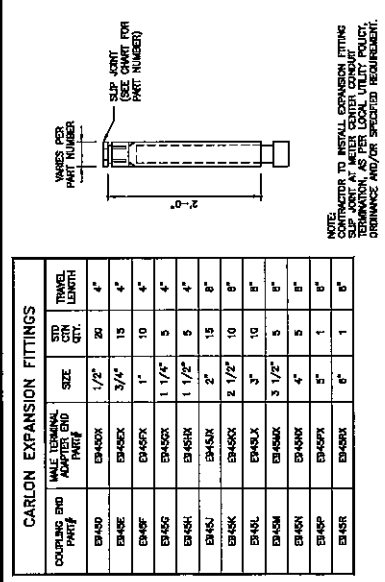 CARLON EXPANSION FITTINGS
COUPLING END PART# MALE TERMINAL ADAPTER END PART# SIZE STD CTN QTY. TRAVEL LENGTH
E945D E945DX 1/2" 20 4"
E945E E945EX 3/4" 15 4"
E945F E945FX 1" 10 4"
E945G E945GX 1 1/4" 5 4"
E945H E945HX 1 1/2" 5 4"
E945J E945JX 2" 15 8"
E945K E945KX 2 1/2" 10 8"
E945L E945LX 3" 10 8"
E945M E945MX 3 1/2" 5 8"
E945N E945NX 4" 5 8"
E945P E945PX 5" 1 8"
E945R E945RX 6" 1 8"
VARIES PER
PART NUMBER
SLIP JOINT
(SEE CHART FOR
PART NUMBER)
2'-0"
NOTE:
CONTRACTOR TO INSTALL EXPANSION FITTING
SLIP JOINT AT METER CENTER CONDUIT
TERMINATION, AS PER LOCAL UTILITY POLICY,
ORDINANCE AND/OR SPECIFIED REQUIREMENT.